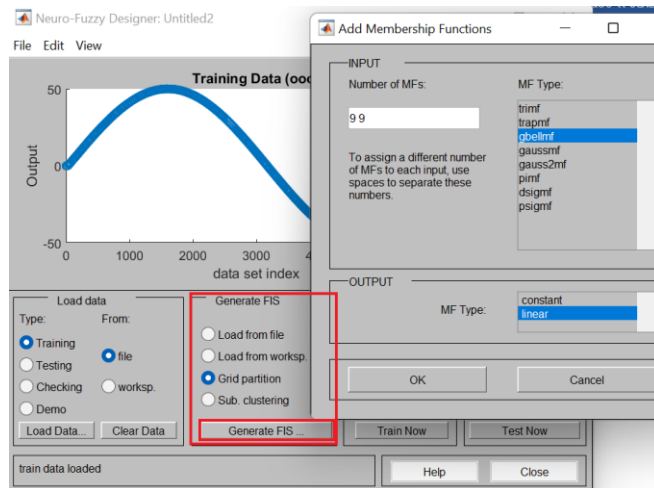 Neuro-Fuzzy Designer: Untitled2
File Edit View
Training Data (ooo
50
0
-50
Output
0 1000 2000 3000
data set index
Load data
Type: From:
Training
Testing
Checking
Demo
file
worksp.
Load Data... Clear Data
Generate FIS
Load from file
Load from worksp.
Grid partition
Sub. clustering
Generate FIS ...
Train Now
Test Now
train data loaded
Help
Close
Add Membership Functions
INPUT
Number of MFs:
9 9
To assign a different number
of MFs to each input, use
spaces to separate these
numbers.
MF Type:
trimf
trapmf
gbellmf
gaussmf
gauss2mf
pimf
dsigmf
psigmf
OUTPUT
MF Type:
constant
linear
OK
Cancel